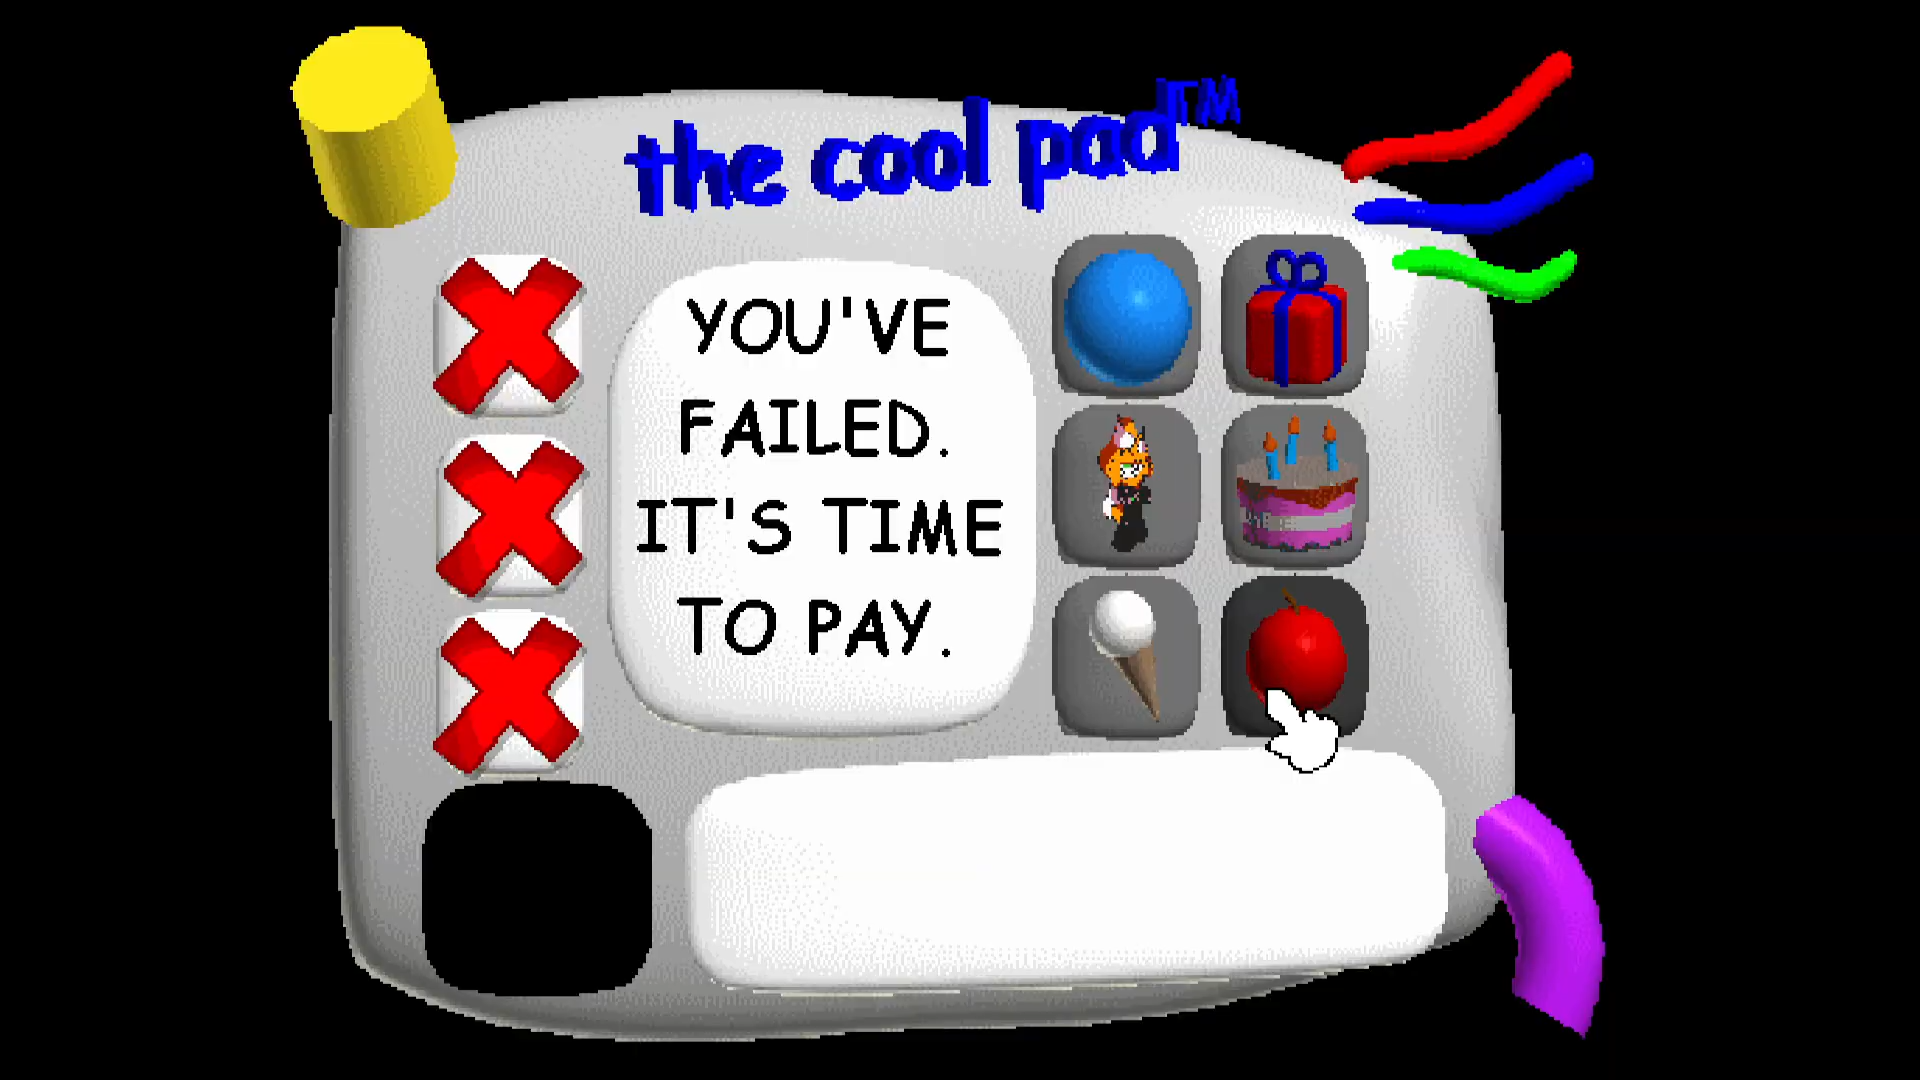 the cool pad™
YOU'VE
FAILED.
IT'S TIME
TO PAY.